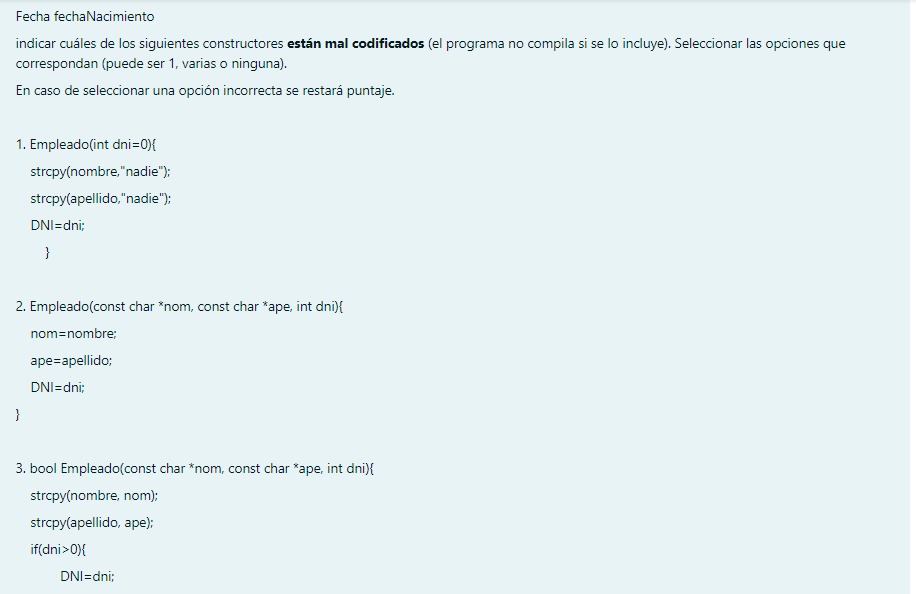 Fecha fechaNacimiento
indicar cuáles de los siguientes constructores están mal codificados (el programa no compila si se lo incluye). Seleccionar las opciones que
correspondan (puede ser 1, varias o ninguna).
En caso de seleccionar una opción incorrecta se restará puntaje.
1. Empleado(int dni=0){
strcpy(nombre,"nadie");
strcpy(apellido,"nadie");
DNI=dni;
}
2. Empleado(const char *nom, const char *ape, int dni){
nom=nombre;
ape=apellido;
DNI=dni;
}
3. bool Empleado(const char *nom, const char *ape, int dni){
strcpy(nombre, nom);
strcpy(apellido, ape);
if(dni>0){
DNI=dni;